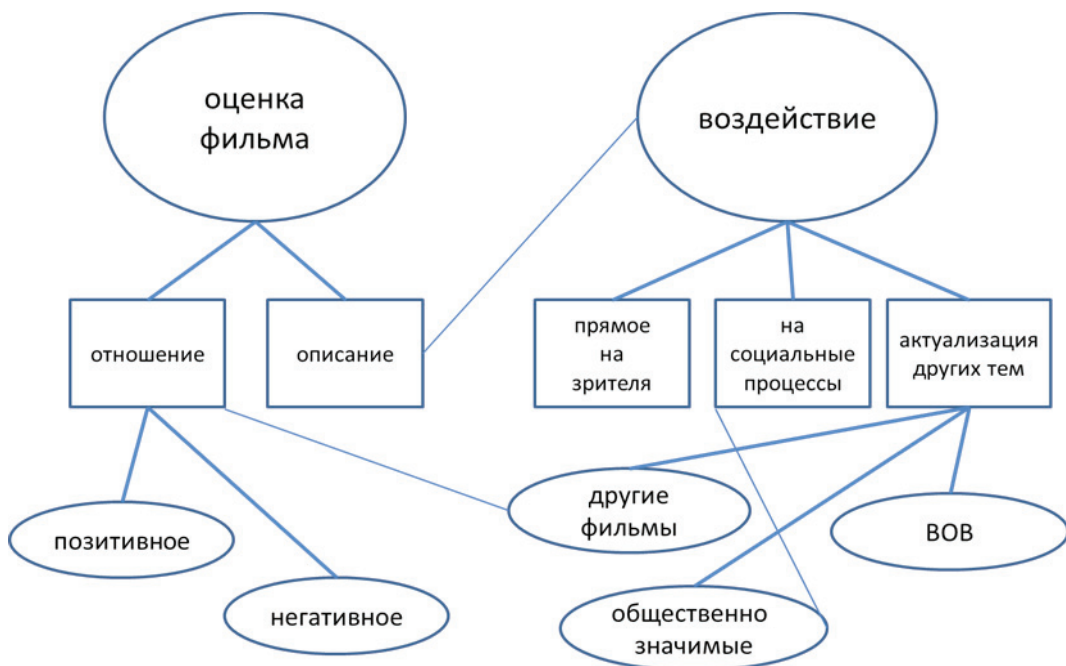 оценка
фильма
воздействие
отношение
описание
прямое
на
зрителя
на
социальные
процессы
актуализация
других тем
позитивное
негативное
другие
фильмы
общественно
значимые
ВОВ